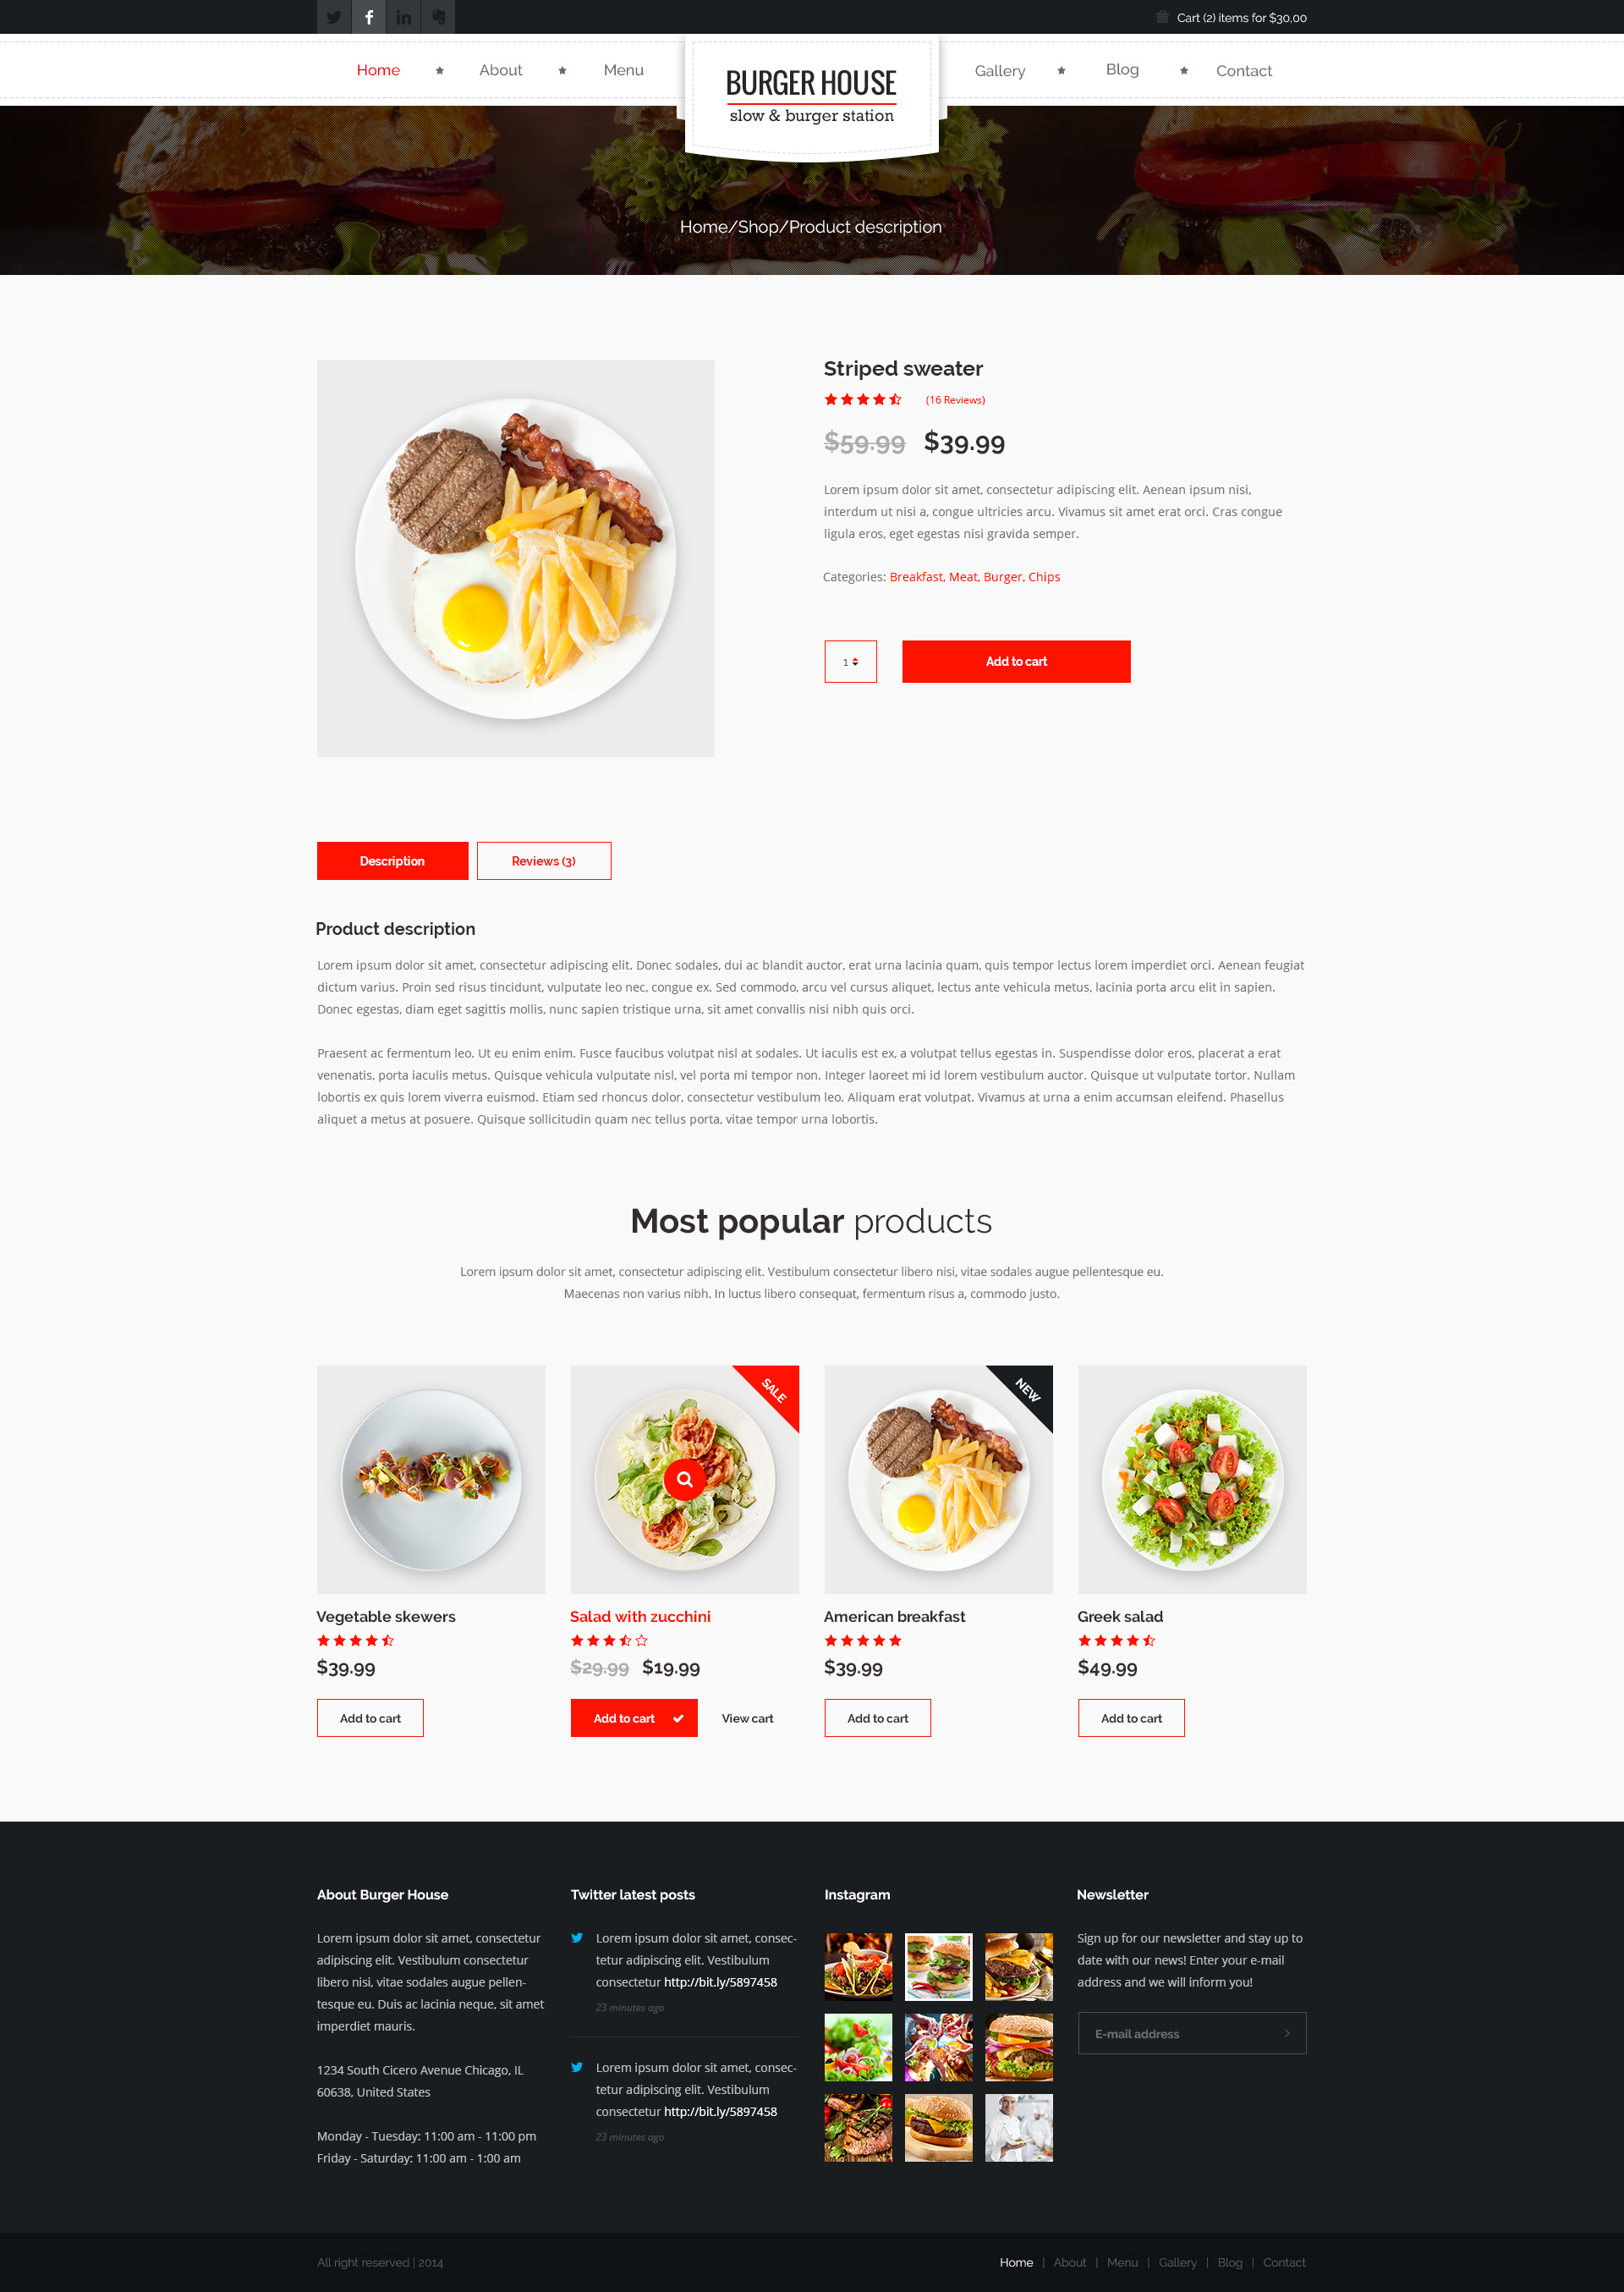 Cart (2) items for $30,00
Home
About
Menu
BURGER HOUSE
slow & burger station
Gallery
Blog
Contact
Home/Shop/Product description
Striped sweater
(16 Reviews)
$59.99 $39.99
Lorem ipsum dolor sit amet, consectetur adipiscing elit. Aenean ipsum nisi,
interdum ut nisi a, congue ultricies arcu. Vivamus sit amet erat orci. Cras congue
ligula eros, eget egestas nisi gravida semper.
Categories: Breakfast, Meat, Burger, Chips
1
Add to cart
Description
Reviews (3)
Product description
Lorem ipsum dolor sit amet, consectetur adipiscing elit. Donec sodales, dui ac blandit auctor, erat urna lacinia quam, quis tempor lectus lorem imperdiet orci. Aenean feugiat
dictum varius. Proin sed risus tincidunt, vulputate leo nec, congue ex. Sed commodo, arcu vel cursus aliquet, lectus ante vehicula metus, lacinia porta arcu elit in sapien.
Donec egestas, diam eget sagittis mollis, nunc sapien tristique urna, sit amet convallis nisi nibh quis orci.
Praesent ac fermentum leo. Ut eu enim enim. Fusce faucibus volutpat nisl at sodales. Ut iaculis est ex, a volutpat tellus egestas in. Suspendisse dolor eros, placerat a erat
venenatis, porta iaculis metus. Quisque vehicula vulputate nisl, vel porta mi tempor non. Integer laoreet mi id lorem vestibulum auctor. Quisque ut vulputate tortor. Nullam
lobortis ex quis lorem viverra euismod. Etiam sed rhoncus dolor, consectetur vestibulum leo. Aliquam erat volutpat. Vivamus at urna a enim accumsan eleifend. Phasellus
aliquet a metus at posuere. Quisque sollicitudin quam nec tellus porta, vitae tempor urna lobortis.
Most popular products
Lorem ipsum dolor sit amet, consectetur adipiscing elit. Vestibulum consectetur libero nisi, vitae sodales augue pellentesque eu.
Maecenas non varius nibh. In luctus libero consequat, fermentum risus a, commodo justo.
Vegetable skewers
$39.99
Add to cart
SALE
Salad with zucchini
$29.99 $19.99
Add to cart
View cart
NEW
American breakfast
$39.99
Add to cart
Greek salad
$49.99
Add to cart
About Burger House
Lorem ipsum dolor sit amet, consectetur
adipiscing elit. Vestibulum consectetur
libero nisi, vitae sodales augue pellen-
tesque eu. Duis ac lacinia neque, sit amet
imperdiet mauris.
1234 South Cicero Avenue Chicago, IL
60638, United States
Monday - Tuesday: 11:00 am - 11:00 pm
Friday - Saturday: 11:00 am - 1:00 am
Twitter latest posts
Lorem ipsum dolor sit amet, consec-
tetur adipiscing elit. Vestibulum
consectetur http://bit.ly/5897458
23 minutes ago
Lorem ipsum dolor sit amet, consec-
tetur adipiscing elit. Vestibulum
consectetur http://bit.ly/5897458
23 minutes ago
Instagram
Newsletter
Sign up for our newsletter and stay up to
date with our news! Enter your e-mail
address and we will inform you!
E-mail address
All right reserved | 2014
Home | About | Menu | Gallery | Blog | Contact